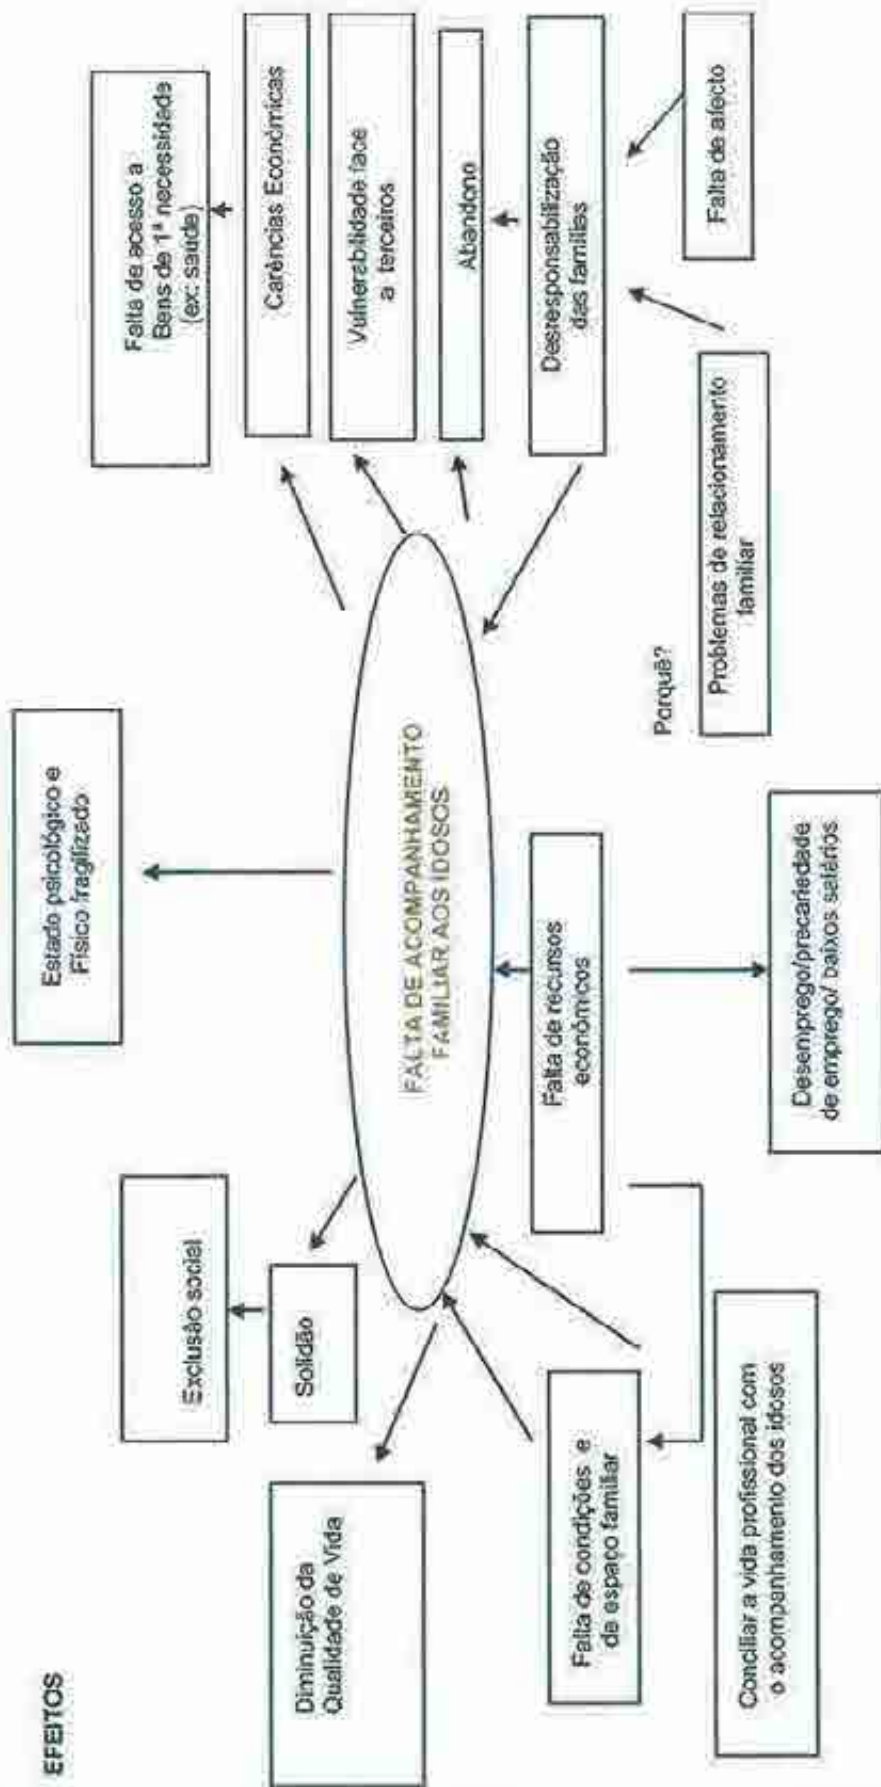 EFEITOS
Estado psicológico e
Físico fragilizado
Falta de acesso a
Bens de 1ª necessidade
(ex: saúde)
Exclusão social
Carências Económicas
Diminuição da
Qualidade de Vida
Solidão
Vulnerabilidade face
a terceiros
Abandono
FALTA DE ACOMPANHAMENTO
FAMILIAR AOS IDOSOS
Falta de condições e
de espaço familiar
Falta de recursos
económicos
Desresponsabilização
das famílias
Porquê?
Conciliar a vida profissional com
o acompanhamento dos idosos
Desemprego/precariedade
de emprego/ baixos salários
Problemas de relacionamento
familiar
Falta de afecto